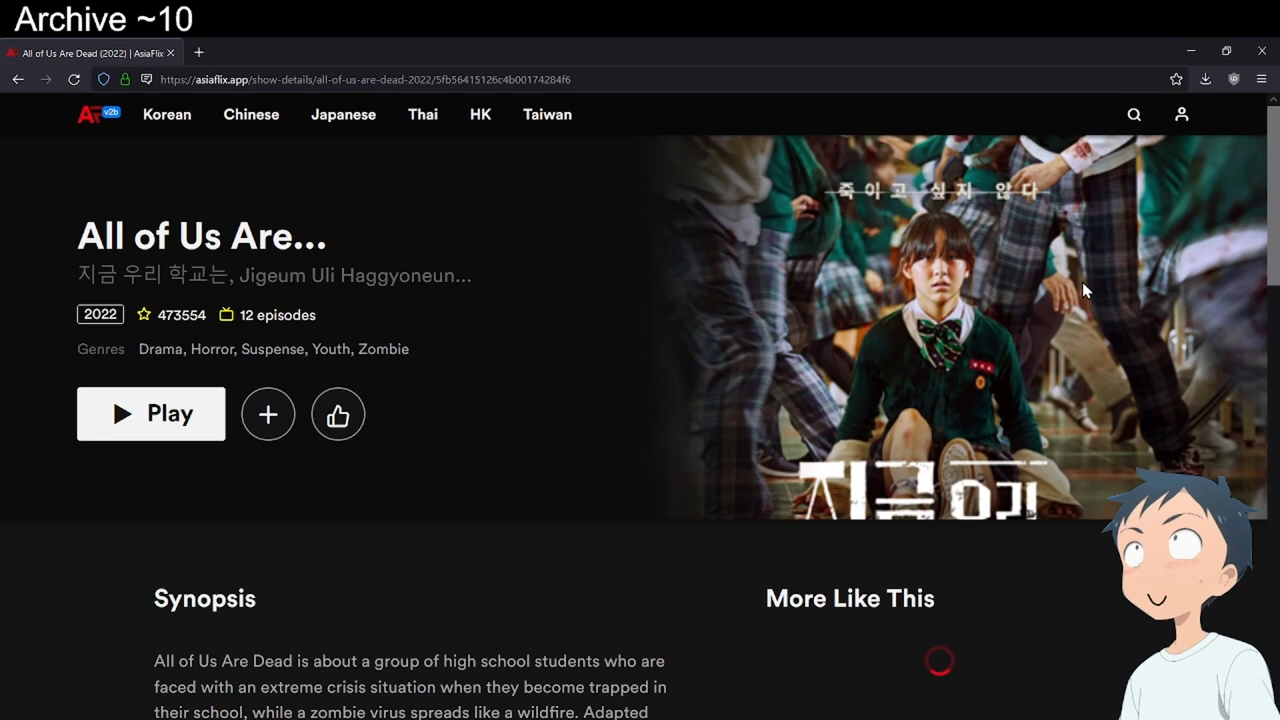 Archive ~10
All of Us Are Dead (2022) | AsiaFlix
https://asiaflix.app/show-details/all-of-us-are-dead-2022/5fb56415126c4b00174284f6
v2b Korean Chinese Japanese Thai HK Taiwan
죽이고 싶지 않다
All of Us Are...
지금 우리 학교는, Jigeum Uli Haggyoneun...
2022 473554 12 episodes
Genres Drama, Horror, Suspense, Youth, Zombie
Play
지금 우리
Synopsis
More Like This
All of Us Are Dead is about a group of high school students who are
faced with an extreme crisis situation when they become trapped in
their school, while a zombie virus spreads like a wildfire. Adapted